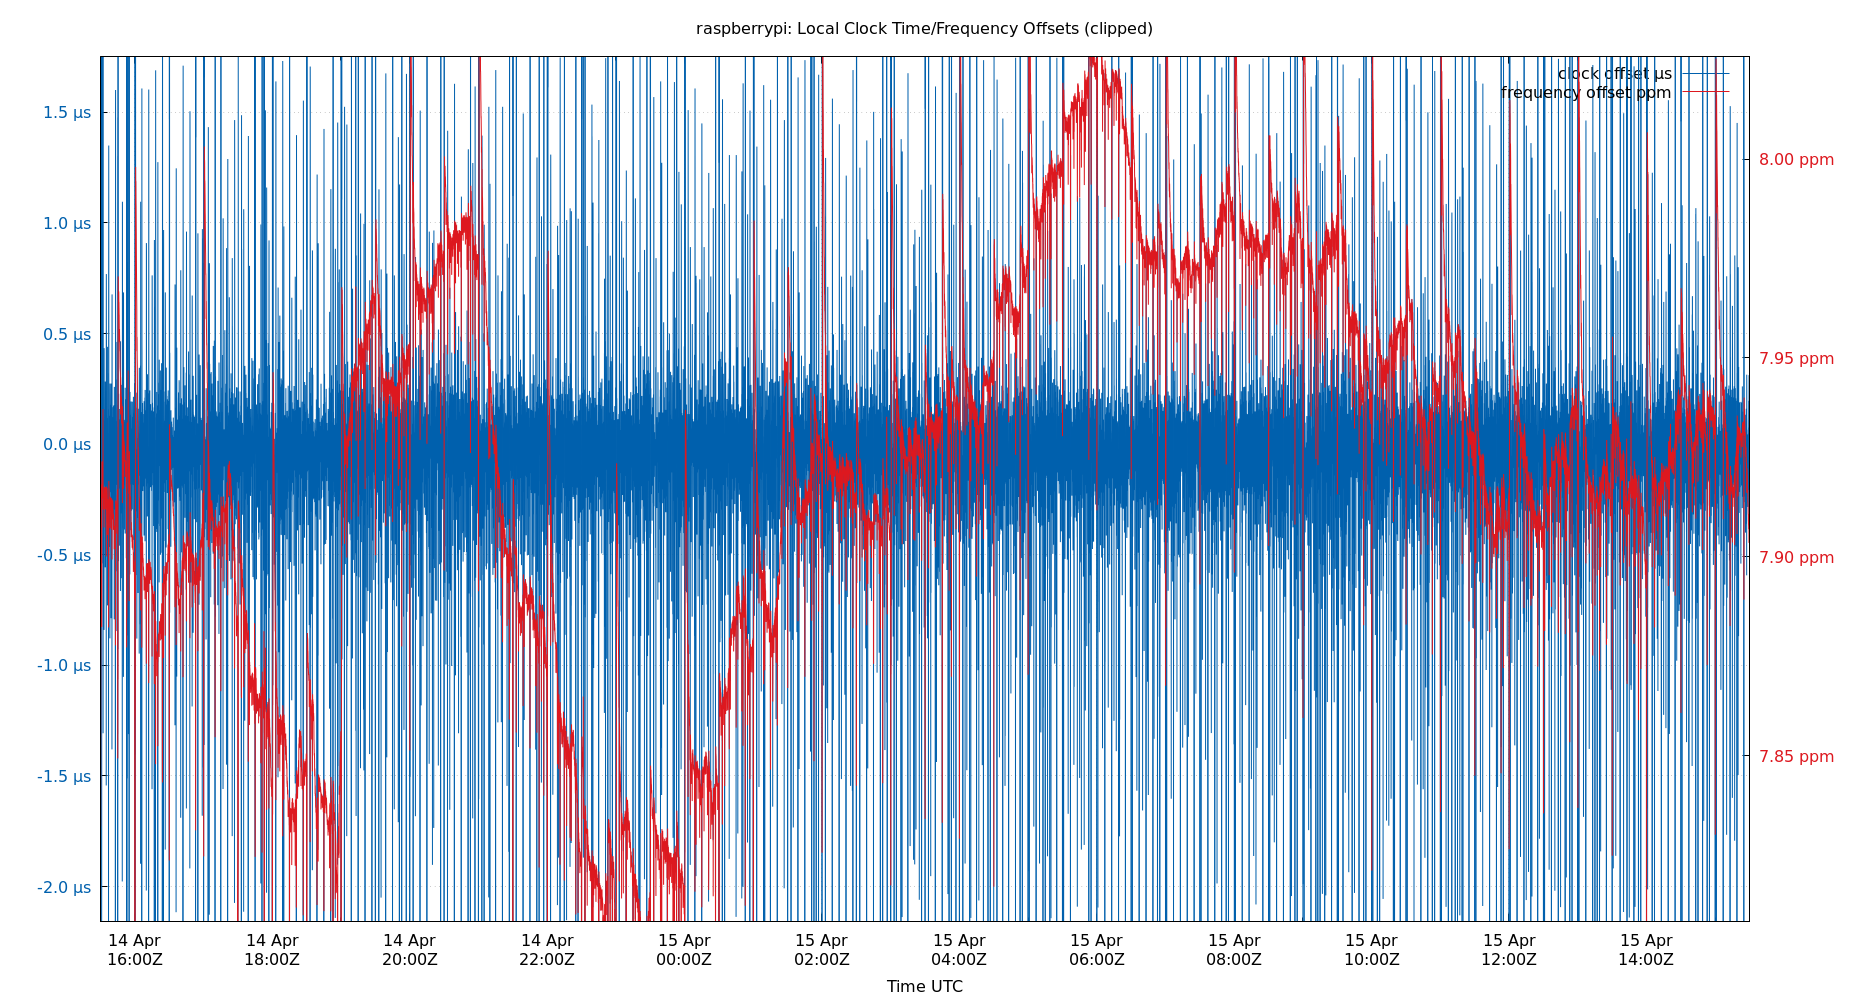 raspberrypi: Local Clock Time/Frequency Offsets (clipped)
clock offset µs
frequency offset ppm
1.5 µs
1.0 µs
0.5 µs
0.0 µs
-0.5 µs
-1.0 µs
-1.5 µs
-2.0 µs
8.00 ppm
7.95 ppm
7.90 ppm
7.85 ppm
14 Apr 14 Apr 14 Apr 14 Apr 15 Apr 15 Apr 15 Apr 15 Apr 15 Apr 15 Apr 15 Apr 15 Apr
16:00Z 18:00Z 20:00Z 22:00Z 00:00Z 02:00Z 04:00Z 06:00Z 08:00Z 10:00Z 12:00Z 14:00Z
Time UTC